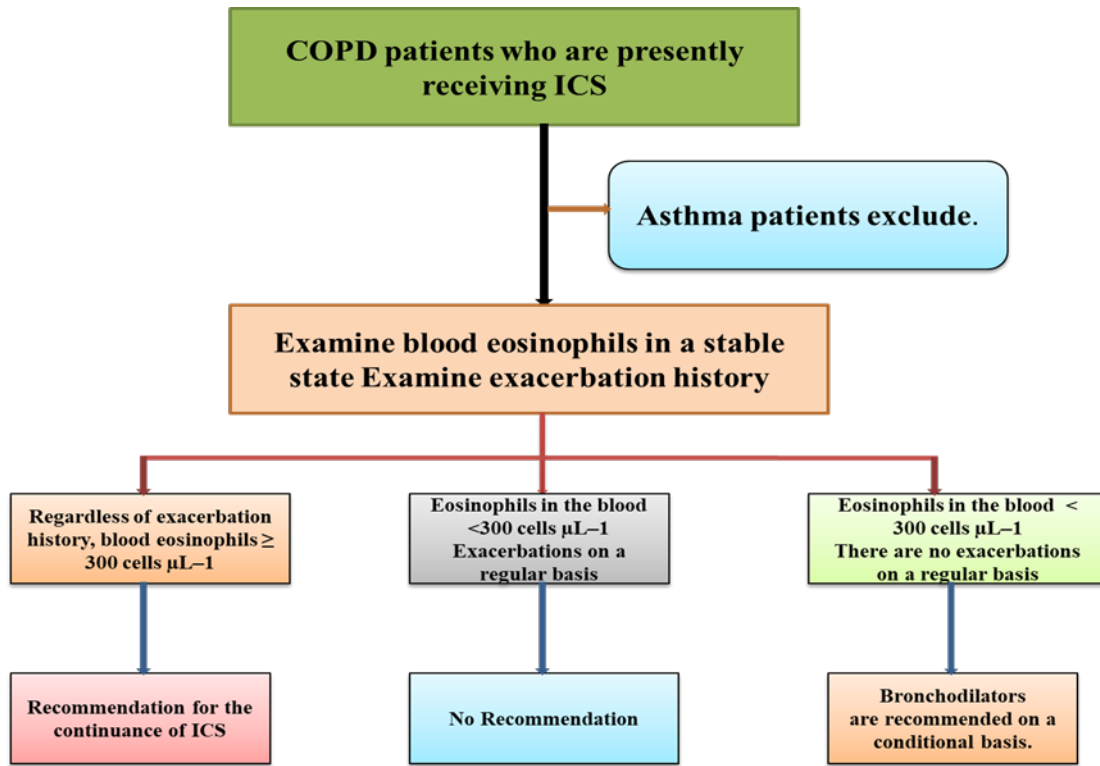 COPD patients who are presently
receiving ICS
Asthma patients exclude.
Examine blood eosinophils in a stable
state Examine exacerbation history
Regardless of exacerbation
history, blood eosinophils ≥
300 cells μL–1
Eosinophils in the blood
<300 cells μL–1
Exacerbations on a
regular basis
Eosinophils in the blood <
300 cells μL–1
There are no exacerbations
on a regular basis
Recommendation for the
continuance of ICS
No Recommendation
Bronchodilators
are recommended on a
conditional basis.